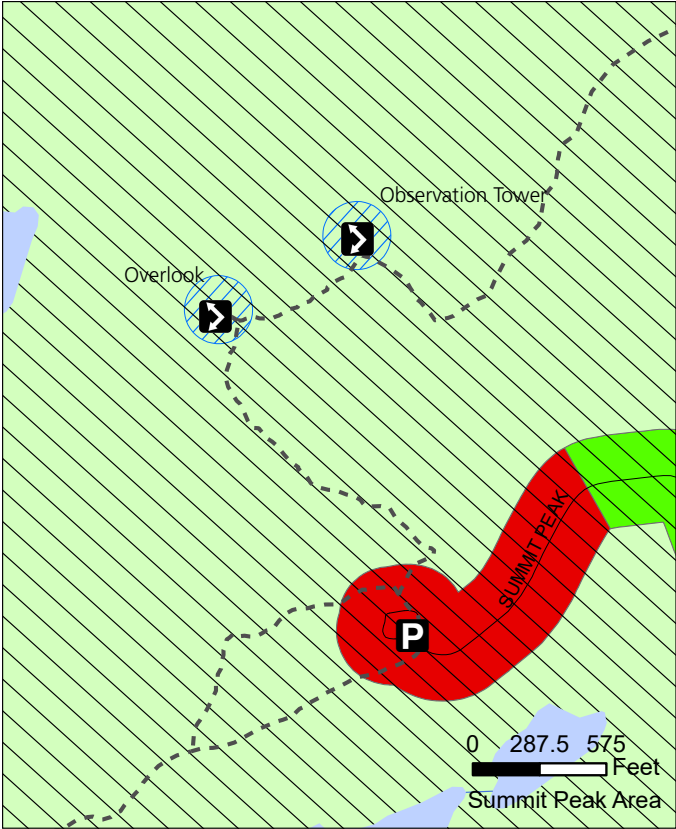 Observation Tower
Overlook
SUMMIT PEAK
P
0 287.5 575
Feet
Summit Peak Area